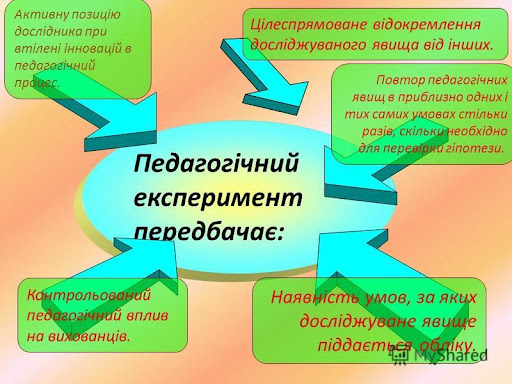 Активну позицію
дослідника при
втілені інновацій в
педагогічний
процес.
Цілеспрямоване відокремлення
досліджуваного явища від інших.
Повтор педагогічних
явищ в приблизно одних і
тих самих умовах стільки
разів, скільки необхідно
для перевірки гіпотези.
Педагогічний
експеримент
передбачає:
Контрольований
педагогічний вплив
на вихованців.
Наявність умов, за яких
досліджуване явище
піддається обліку.
MyShared